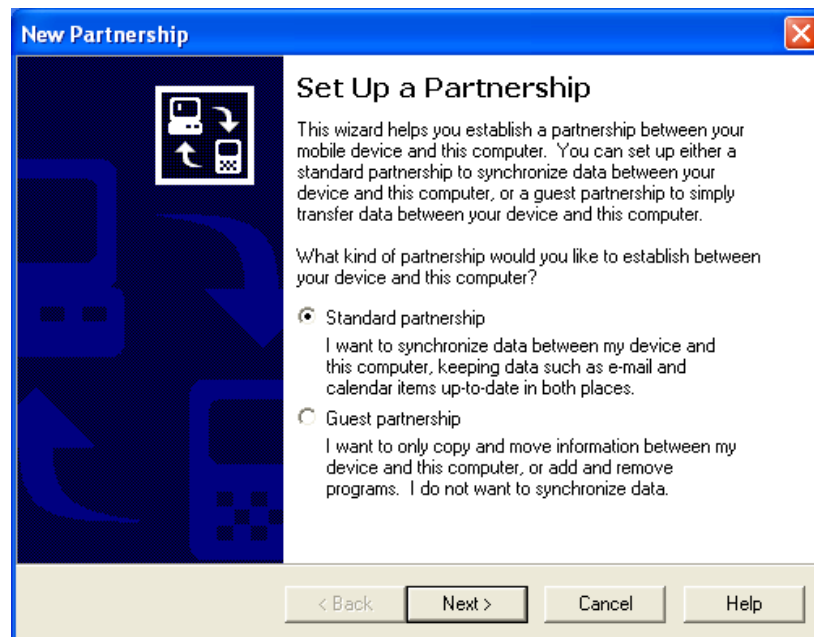 New Partnership
Set Up a Partnership
This wizard helps you establish a partnership between your
mobile device and this computer.  You can set up either a
standard partnership to synchronize data between your
device and this computer, or a guest partnership to simply
transfer data between your device and this computer.
What kind of partnership would you like to establish between
your device and this computer?
Standard partnership
I want to synchronize data between my device and
this computer, keeping data such as e-mail and
calendar items up-to-date in both places.
Guest partnership
I want to only copy and move information between my
device and this computer, or add and remove
programs.  I do not want to synchronize data.
< Back
Next >
Cancel
Help